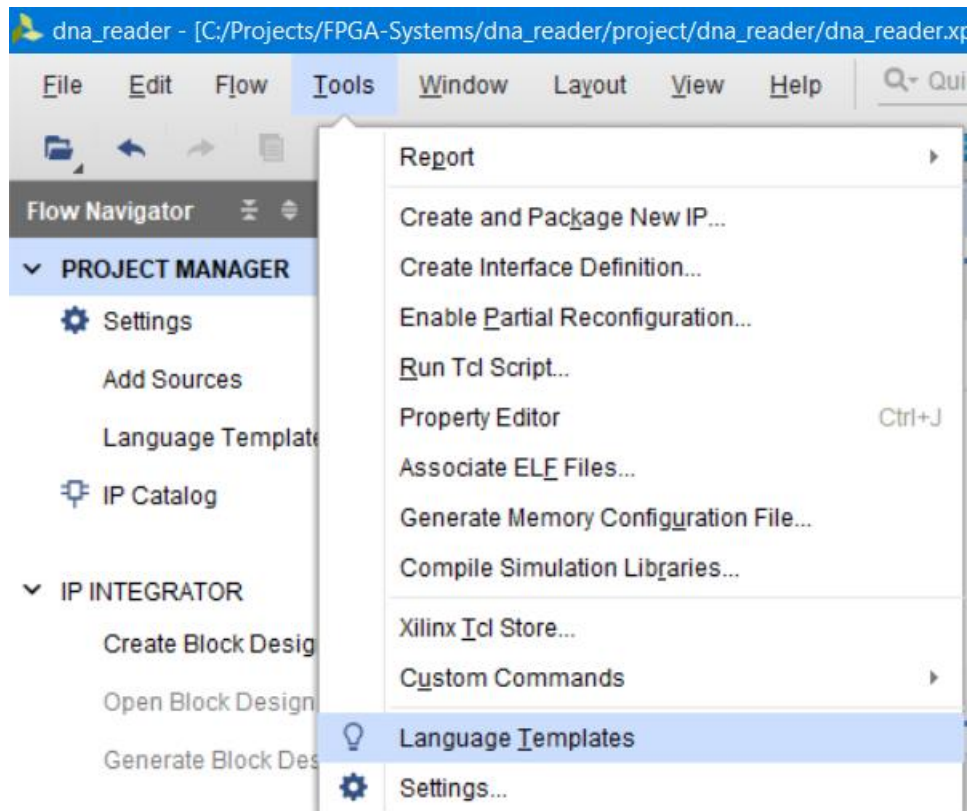 dna_reader - [C:/Projects/FPGA-Systems/dna_reader/project/dna_reader/dna_reader.xp
File Edit Flow Tools Window Layout View Help Qui
Flow Navigator
PROJECT MANAGER
Settings
Add Sources
Language Templat
IP Catalog
IP INTEGRATOR
Create Block Desig
Open Block Design
Generate Block Des
Report
Create and Package New IP...
Create Interface Definition...
Enable Partial Reconfiguration...
Run Tcl Script...
Property Editor Ctrl+J
Associate ELF Files...
Generate Memory Configuration File...
Compile Simulation Libraries...
Xilinx Tcl Store...
Custom Commands
Language Templates
Settings...